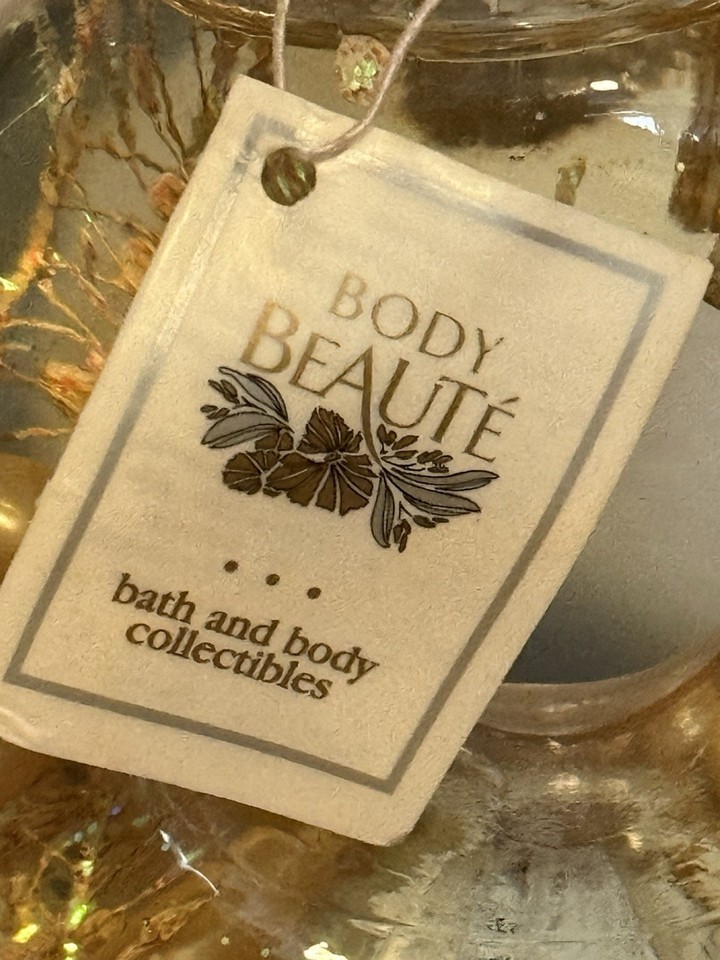 BODY
BEAUTÉ
bath and body
collectibles